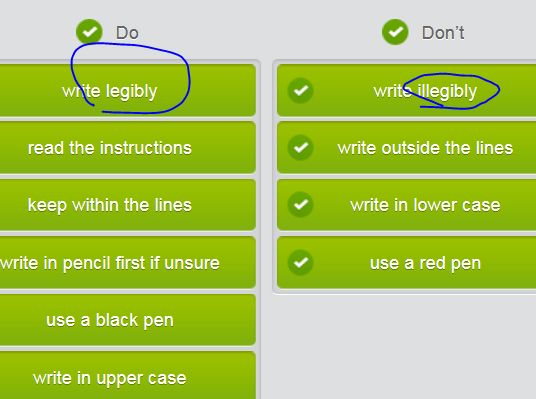 Do
write legibly
read the instructions
keep within the lines
write in pencil first if unsure
use a black pen
write in upper case
Don't
write illegibly
write outside the lines
write in lower case
use a red pen